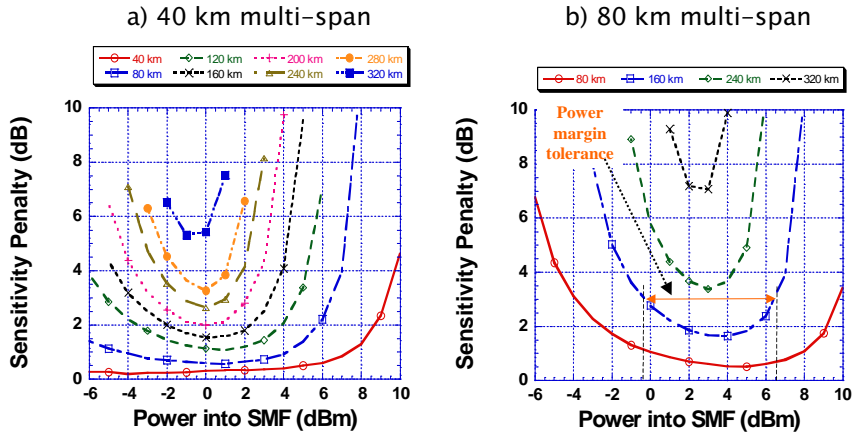 a) 40 km multi-span
40 km 120 km 200 km 280 km
80 km 160 km 240 km 320 km
10
8
6
4
2
0
Sensitivity Penalty (dB)
-6 -4 -2 0 2 4 6 8 10
Power into SMF (dBm)
b) 80 km multi-span
80 km 160 km 240 km 320 km
10
8
6
4
2
0
Sensitivity Penalty (dB)
Power
margin
tolerance
-6 -4 -2 0 2 4 6 8 10
Power into SMF (dBm)